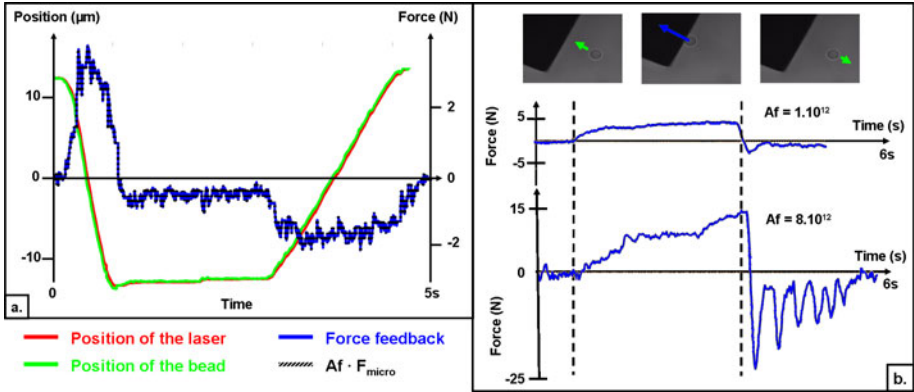 Position (µm)
Force (N)
10
0
-10
2
0
-2
0
Time
5s
a.
Position of the laser
Position of the bead
Force feedback
Af · Fmicro
Force (N)
5
-5
Af = 1.10¹²
Time (s)
6s
Force (N)
15
0
-25
Af = 8.10¹²
Time (s)
6s
b.